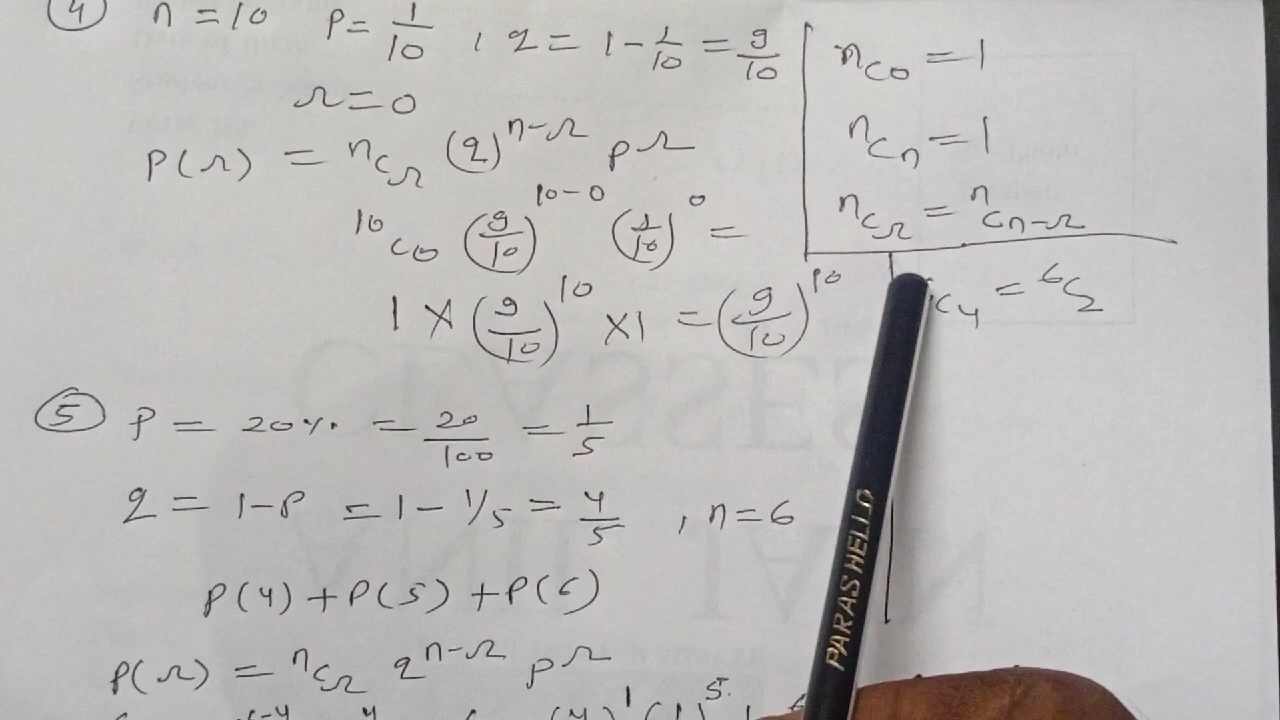 ④ n = 10 P = 1/10 , q = 1 - 1/10 = 9/10
r = 0
P(r) = nCr (q)^n-r p^r
10C0 (9/10)^10-0 (1/10)^0 =
1 × (9/10)^10 × 1 = (9/10)^10
nC0 = 1
nCn = 1
nCr = nCn-r
C4 = 6C2
⑤ P = 20% = 20/100 = 1/5
q = 1-P = 1 - 1/5 = 4/5 , n = 6
P(4) + P(5) + P(6)
P(r) = nCr q^n-r p^r
PARAS HELLO